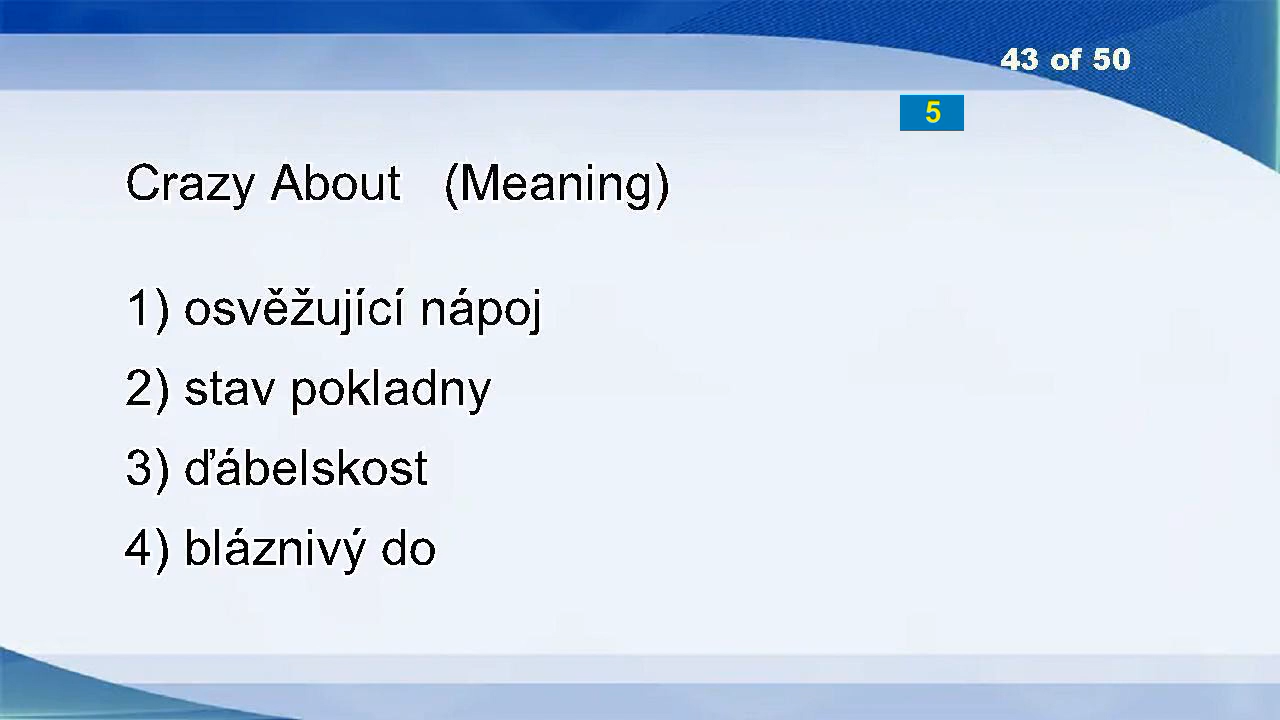 43 of 50
5
Crazy About (Meaning)
1) osvěžující nápoj
2) stav pokladny
3) ďábelskost
4) bláznivý do